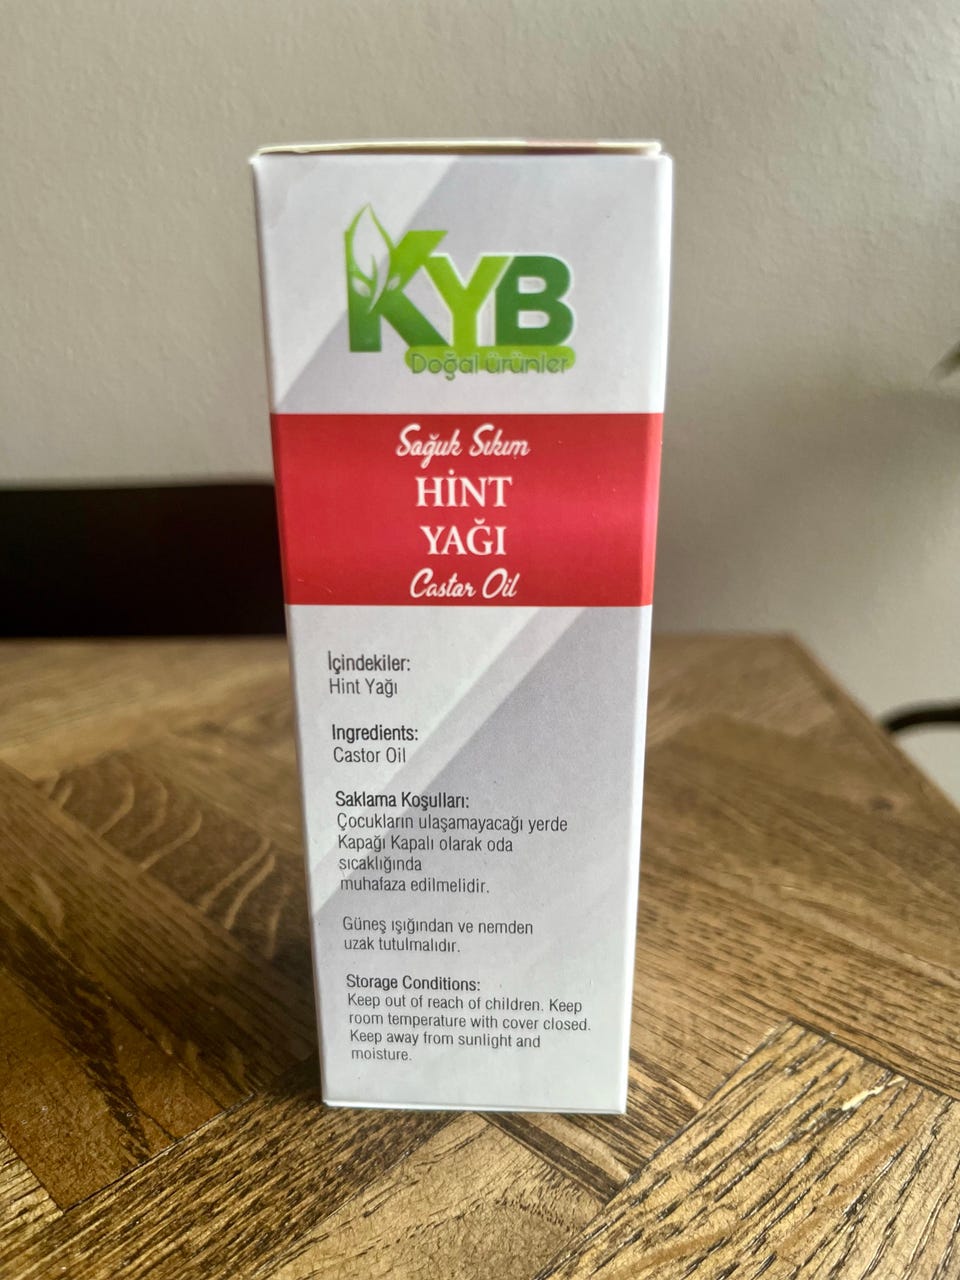 KYB
Doğal ürünler
Soğuk Sıkım
HİNT
YAĞI
Castor Oil
İçindekiler:
Hint Yağı
Ingredients:
Castor Oil
Saklama Koşulları:
Çocukların ulaşamayacağı yerde
Kapağı Kapalı olarak oda
sıcaklığında
muhafaza edilmelidir.
Güneş ışığından ve nemden
uzak tutulmalıdır.
Storage Conditions:
Keep out of reach of children. Keep
room temperature with cover closed.
Keep away from sunlight and
moisture.